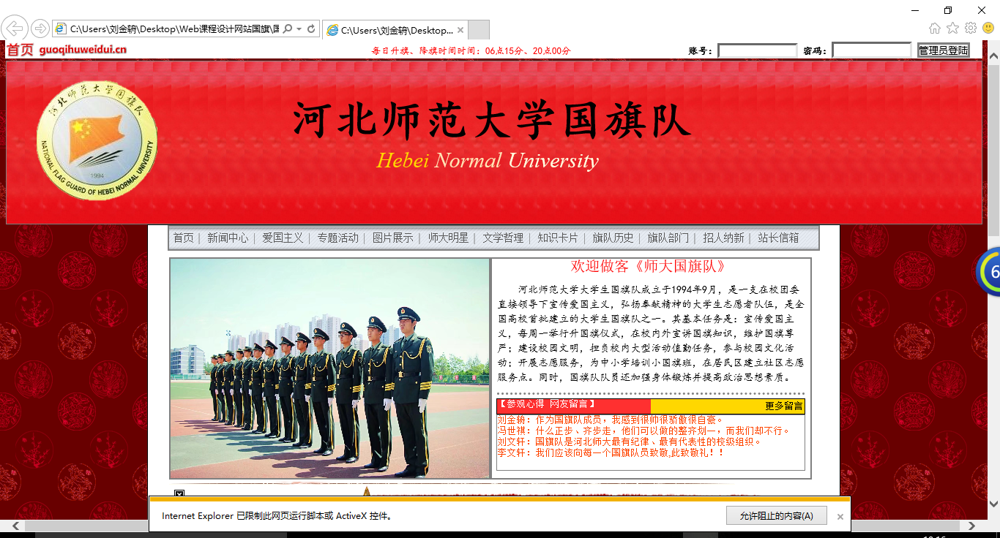 C:\Users\刘金钠\Desktop\Web课程设计网站国旗\国
C:\Users\刘金钠\Desktop...
首页 guoqihuweidui.cn
每日升旗、降旗时间时间：06点15分、20点00分
账号：
密码：
管理员登陆
河北师范大学国旗队
NATIONAL FLAG GUARD OF HEBEI NORMAL UNIVERSITY
1994
河北师范大学国旗队
Hebei Normal University
首页｜ 新闻中心｜ 爱国主义｜ 专题活动｜ 图片展示｜ 师大明星｜ 文学哲理｜ 知识卡片｜ 旗队历史｜ 旗队部门｜ 招人纳新｜ 站长信箱
欢迎做客《师大国旗队》
河北师范大学大学生国旗队成立于1994年9月，是一支在校团委
直接领导下宣传爱国主义，弘扬奉献精神的大学生志愿者队伍，是全
国高校首批建立的大学生国旗队之一。其基本任务是：宣传爱国主
义，每周一举行升国旗仪式，在校内外宣讲国旗知识，维护国旗尊
严；建设校园文明，担负校内大型活动值勤任务，参与校园文化活
动；开展志愿服务，为中小学培训小国旗班，在居民区建立社区志愿
服务点。同时，国旗队队员还加强身体锻炼并提高政治思想素质。
【参观心得 网友留言】
更多留言
刘金钠：作为国旗队成员，我感到很帅很骄傲很自豪。
冯世祺：什么正步、齐步走，他们可以做的整齐划一，而我们却不行。
刘文轩：国旗队是河北师大最有纪律、最有代表性的校级组织。
李文轩：我们应该向每一个国旗队员致敬,此致敬礼！！
6
Internet Explorer 已限制此网页运行脚本或 ActiveX 控件。
允许阻止的内容(A)